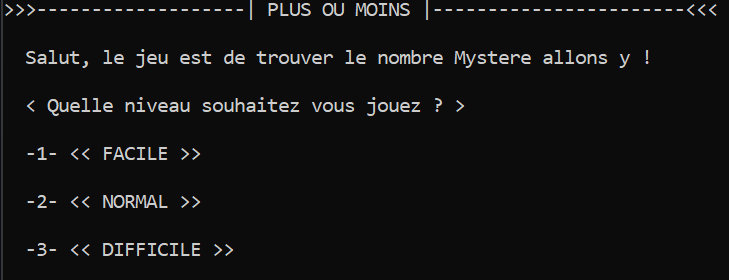 >>>-------------------| PLUS OU MOINS |-----------------------<<<
Salut, le jeu est de trouver le nombre Mystere allons y !
< Quelle niveau souhaitez vous jouez ? >
-1- << FACILE >>
-2- << NORMAL >>
-3- << DIFFICILE >>